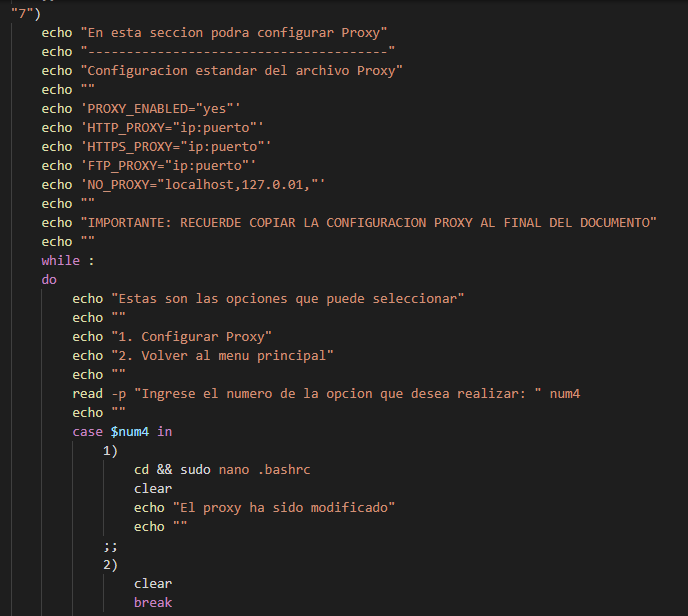 "7")
echo "En esta seccion podra configurar Proxy"
echo "---------------------------------------"
echo "Configuracion estandar del archivo Proxy"
echo ""
echo 'PROXY_ENABLED="yes"'
echo 'HTTP_PROXY="ip:puerto"'
echo 'HTTPS_PROXY="ip:puerto"'
echo 'FTP_PROXY="ip:puerto"'
echo 'NO_PROXY="localhost,127.0.01,"'
echo ""
echo "IMPORTANTE: RECUERDE COPIAR LA CONFIGURACION PROXY AL FINAL DEL DOCUMENTO"
echo ""
while :
do
echo "Estas son las opciones que puede seleccionar"
echo ""
echo "1. Configurar Proxy"
echo "2. Volver al menu principal"
echo ""
read -p "Ingrese el numero de la opcion que desea realizar: " num4
echo ""
case $num4 in
1)
cd && sudo nano .bashrc
clear
echo "El proxy ha sido modificado"
echo ""
;;
2)
clear
break